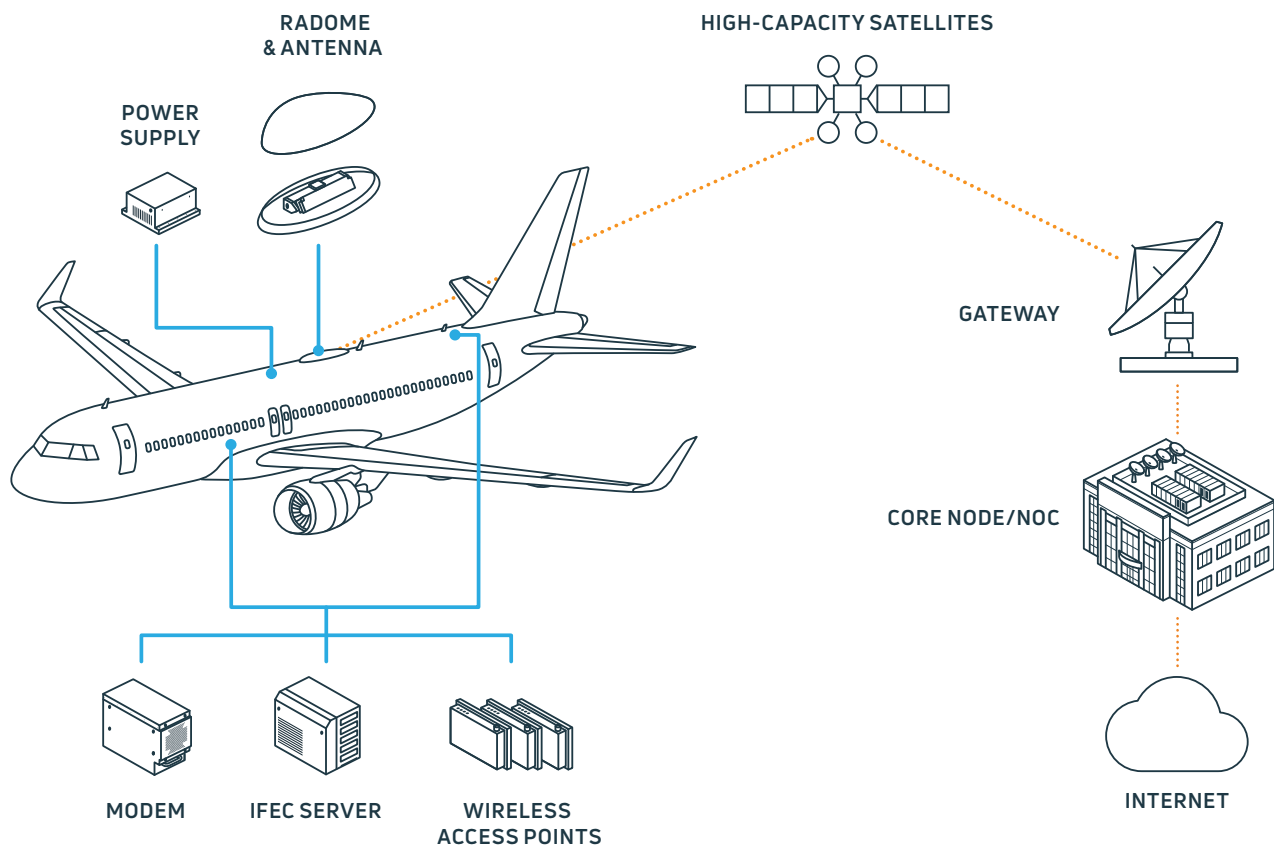 RADOME
& ANTENNA
HIGH-CAPACITY SATELLITES
POWER
SUPPLY
GATEWAY
CORE NODE/NOC
MODEM
IFEC SERVER
WIRELESS
ACCESS POINTS
INTERNET